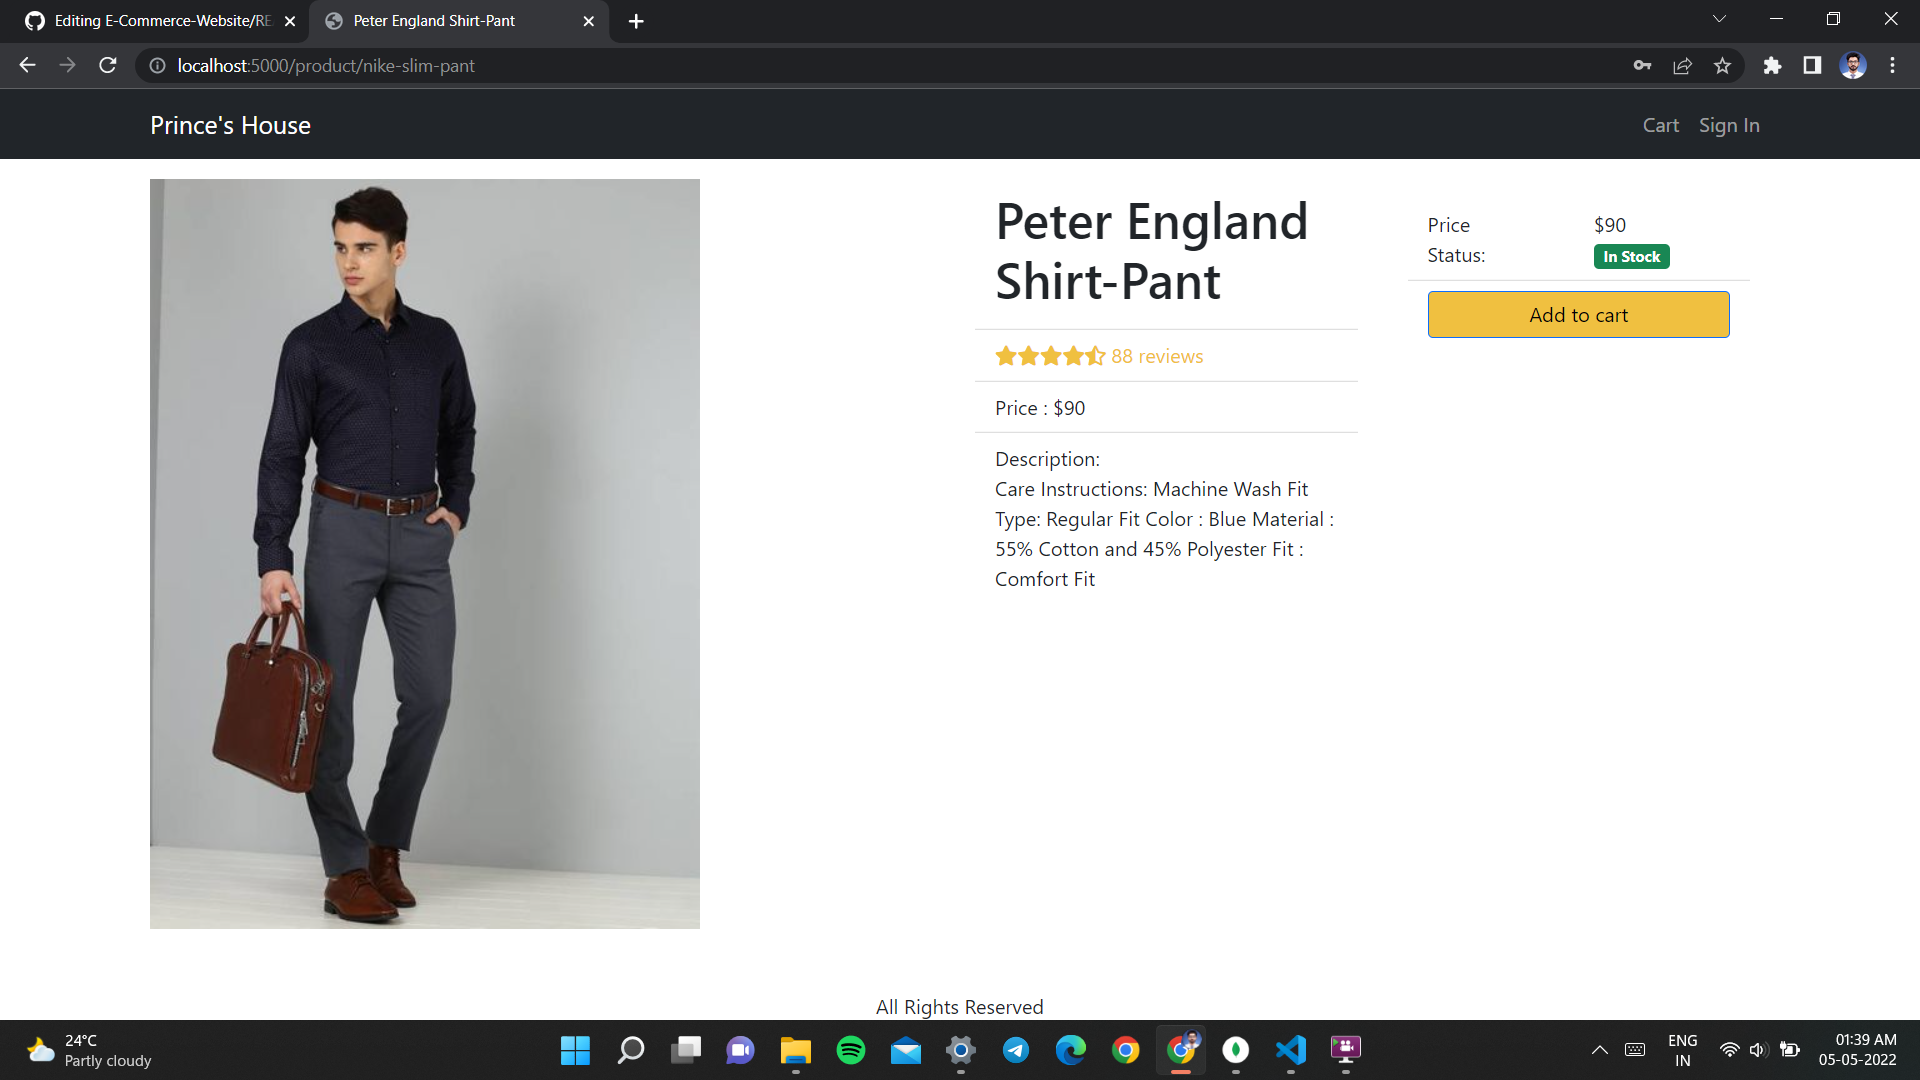 Editing E-Commerce-Website/RE
Peter England Shirt-Pant
localhost:5000/product/nike-slim-pant
Prince's House
Cart
Sign In
Peter England
Shirt-Pant
88 reviews
Price : $90
Description:
Care Instructions: Machine Wash Fit
Type: Regular Fit Color : Blue Material :
55% Cotton and 45% Polyester Fit :
Comfort Fit
Price $90
Status: In Stock
Add to cart
All Rights Reserved
24°C
Partly cloudy
ENG
IN
01:39 AM
05-05-2022